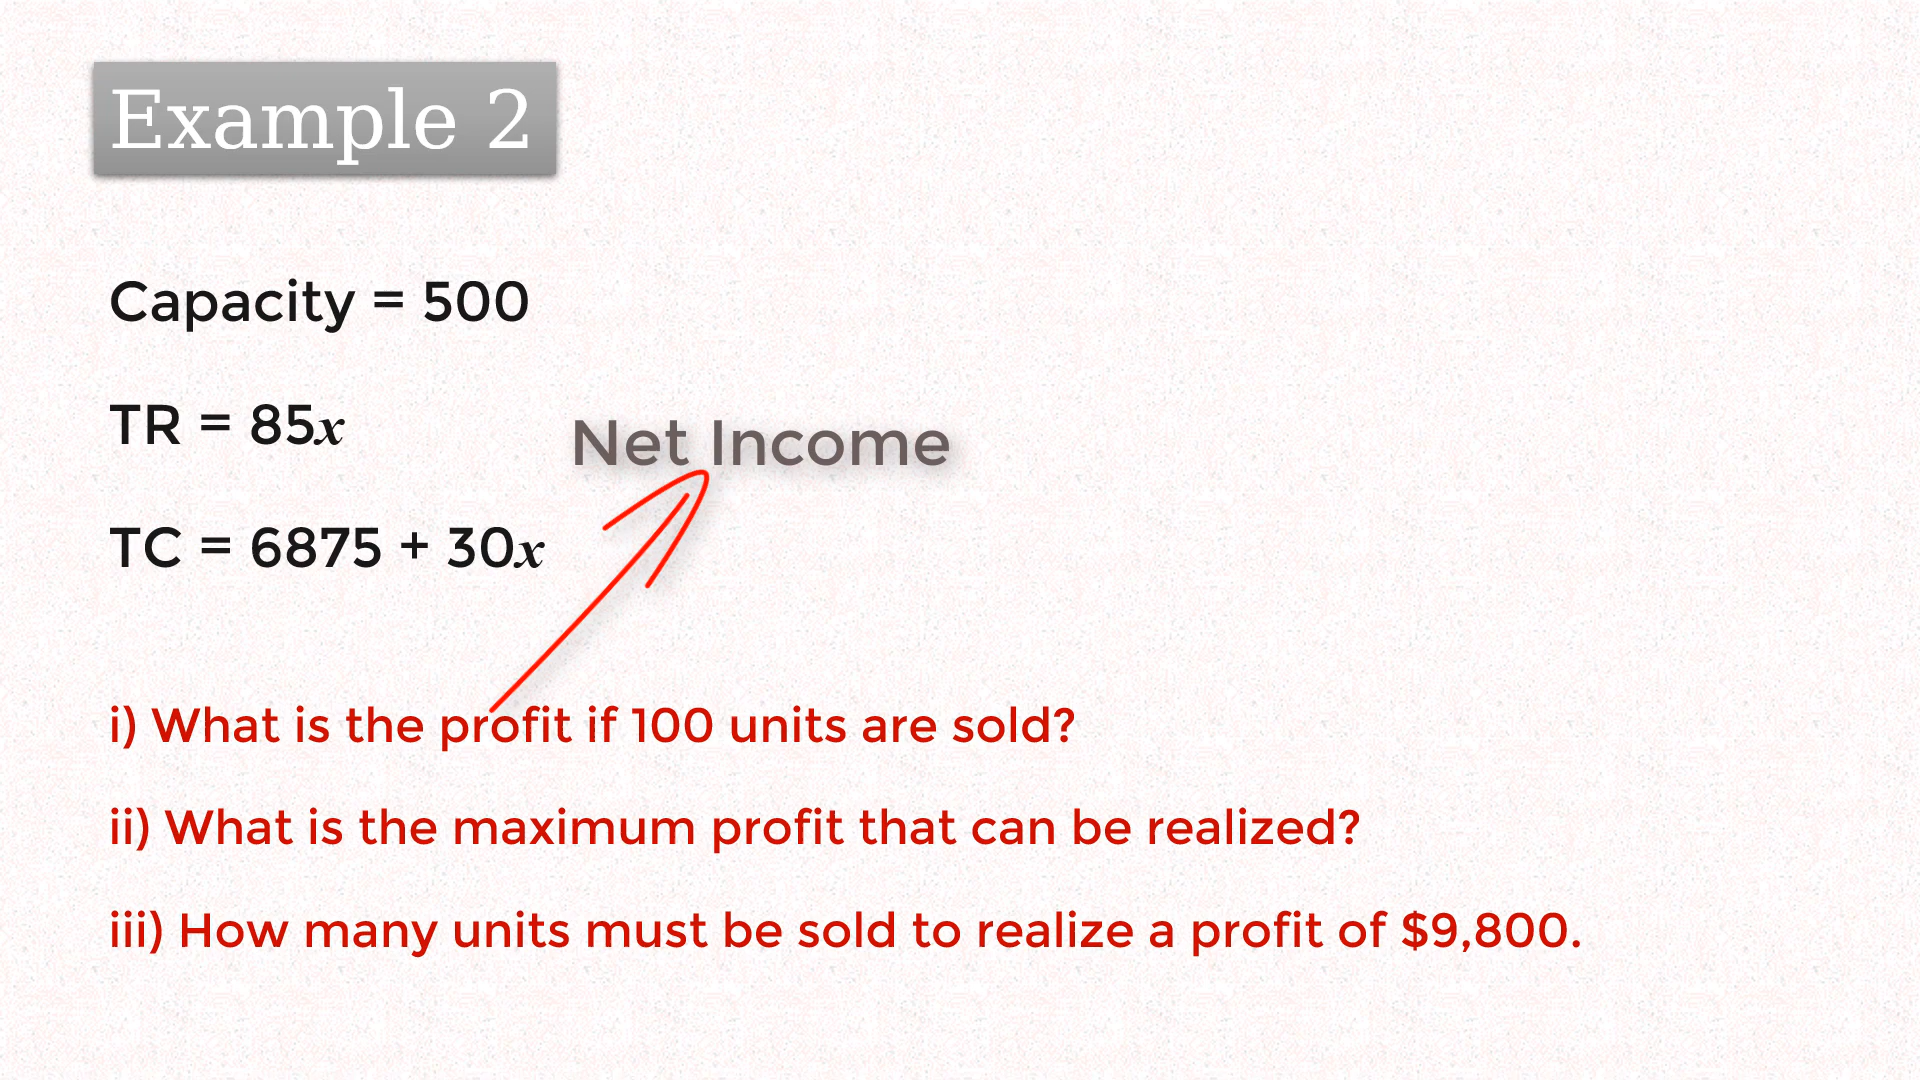 Example 2
Capacity = 500
TR = 85x
Net Income
TC = 6875 + 30x
i) What is the profit if 100 units are sold?
ii) What is the maximum profit that can be realized?
iii) How many units must be sold to realize a profit of $9,800.